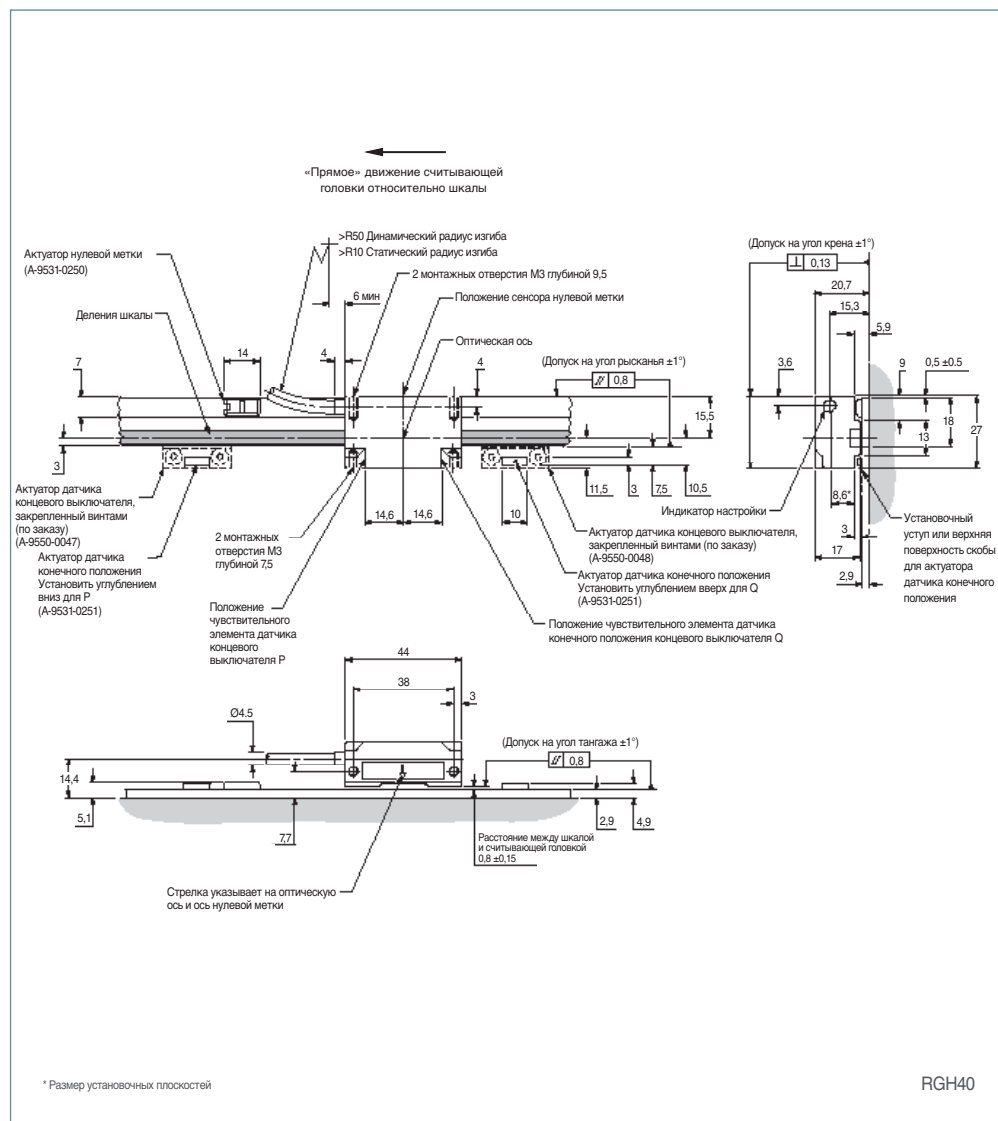 «Прямое» движение считывающей
головки относительно шкалы
>R50 Динамический радиус изгиба
>R10 Статический радиус изгиба
Актуатор нулевой метки
(A-9531-0250)
2 монтажных отверстия М3 глубиной 9,5
6 мин
Положение сенсора нулевой метки
Деления шкалы
Оптическая ось
14
4
7
(Допуск на угол рысканья ±1°)
4
0,8
15,5
3
11,5
3
7,5
10,5
14,6
14,6
10
Актуатор датчика
концевого выключателя,
закрепленный винтами
(по заказу)
(A-9550-0047)
Актуатор датчика
конечного положения
Установить углублением
вниз для P
(A-9531-0251)
2 монтажных
отверстия М3
глубиной 7,5
Положение
чувствительного
элемента датчика
концевого
выключателя P
Актуатор датчика концевого выключателя,
закрепленный винтами (по заказу)
(A-9550-0048)
Актуатор датчика конечного положения
Установить углублением вверх для Q
(A-9531-0251)
Положение чувствительного элемента датчика
конечного положения концевого выключателя Q
(Допуск на угол крена ±1°)
⊥ 0,13
20,7
15,3
5,9
3,6
9
0,5 ±0.5
18
27
13
Индикатор настройки
8,6*
3
17
2,9
Установочный
уступ или верхняя
поверхность скобы
для актуатора
датчика конечного
положения
44
38
3
Ø4.5
(Допуск на угол тангажа ±1°)
0,8
14,4
5,1
7,7
2,9
4,9
Расстояние между шкалой
и считывающей головкой
0,8 ±0,15
Стрелка указывает на оптическую
ось и ось нулевой метки
* Размер установочных плоскостей
RGH40